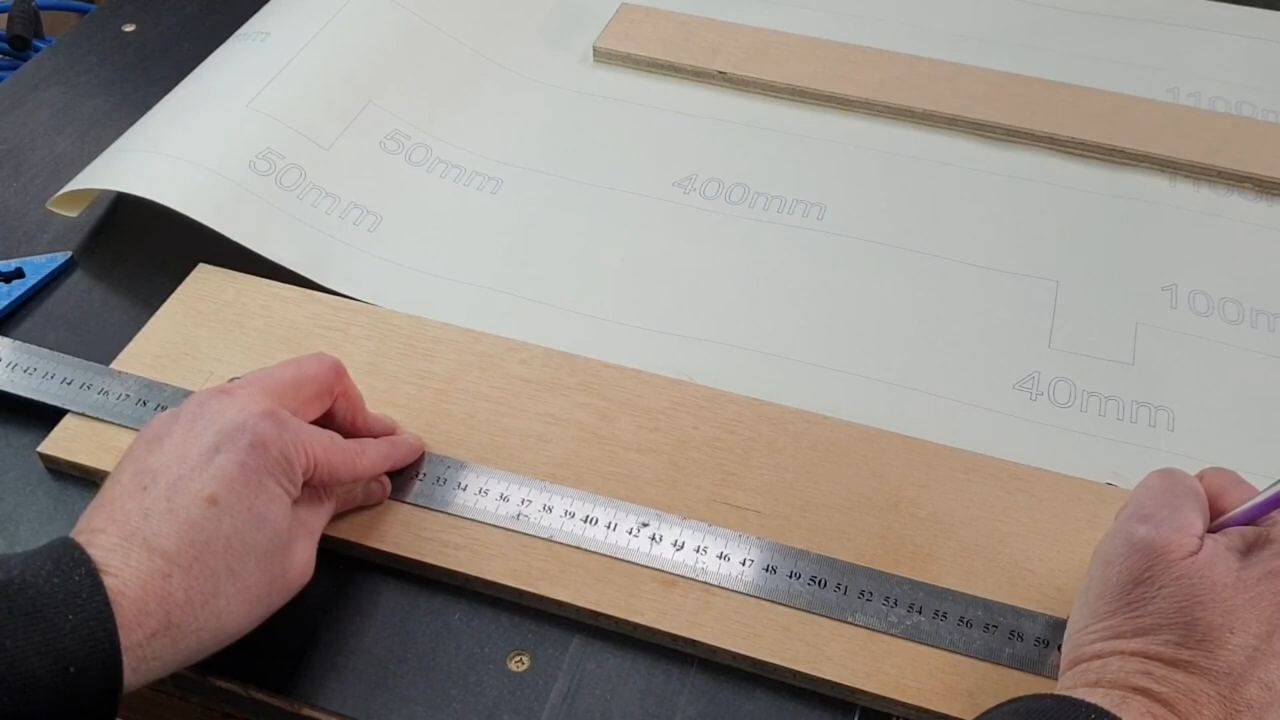 1100mm
50mm
50mm
400mm
100m
40mm
11 12 13 14 15 16 17 18 19
32 33 34 35 36 37 38 39 40 41 42 43 44 45 46 47 48 49 50 51 52 53 54 55 56 57 58 59